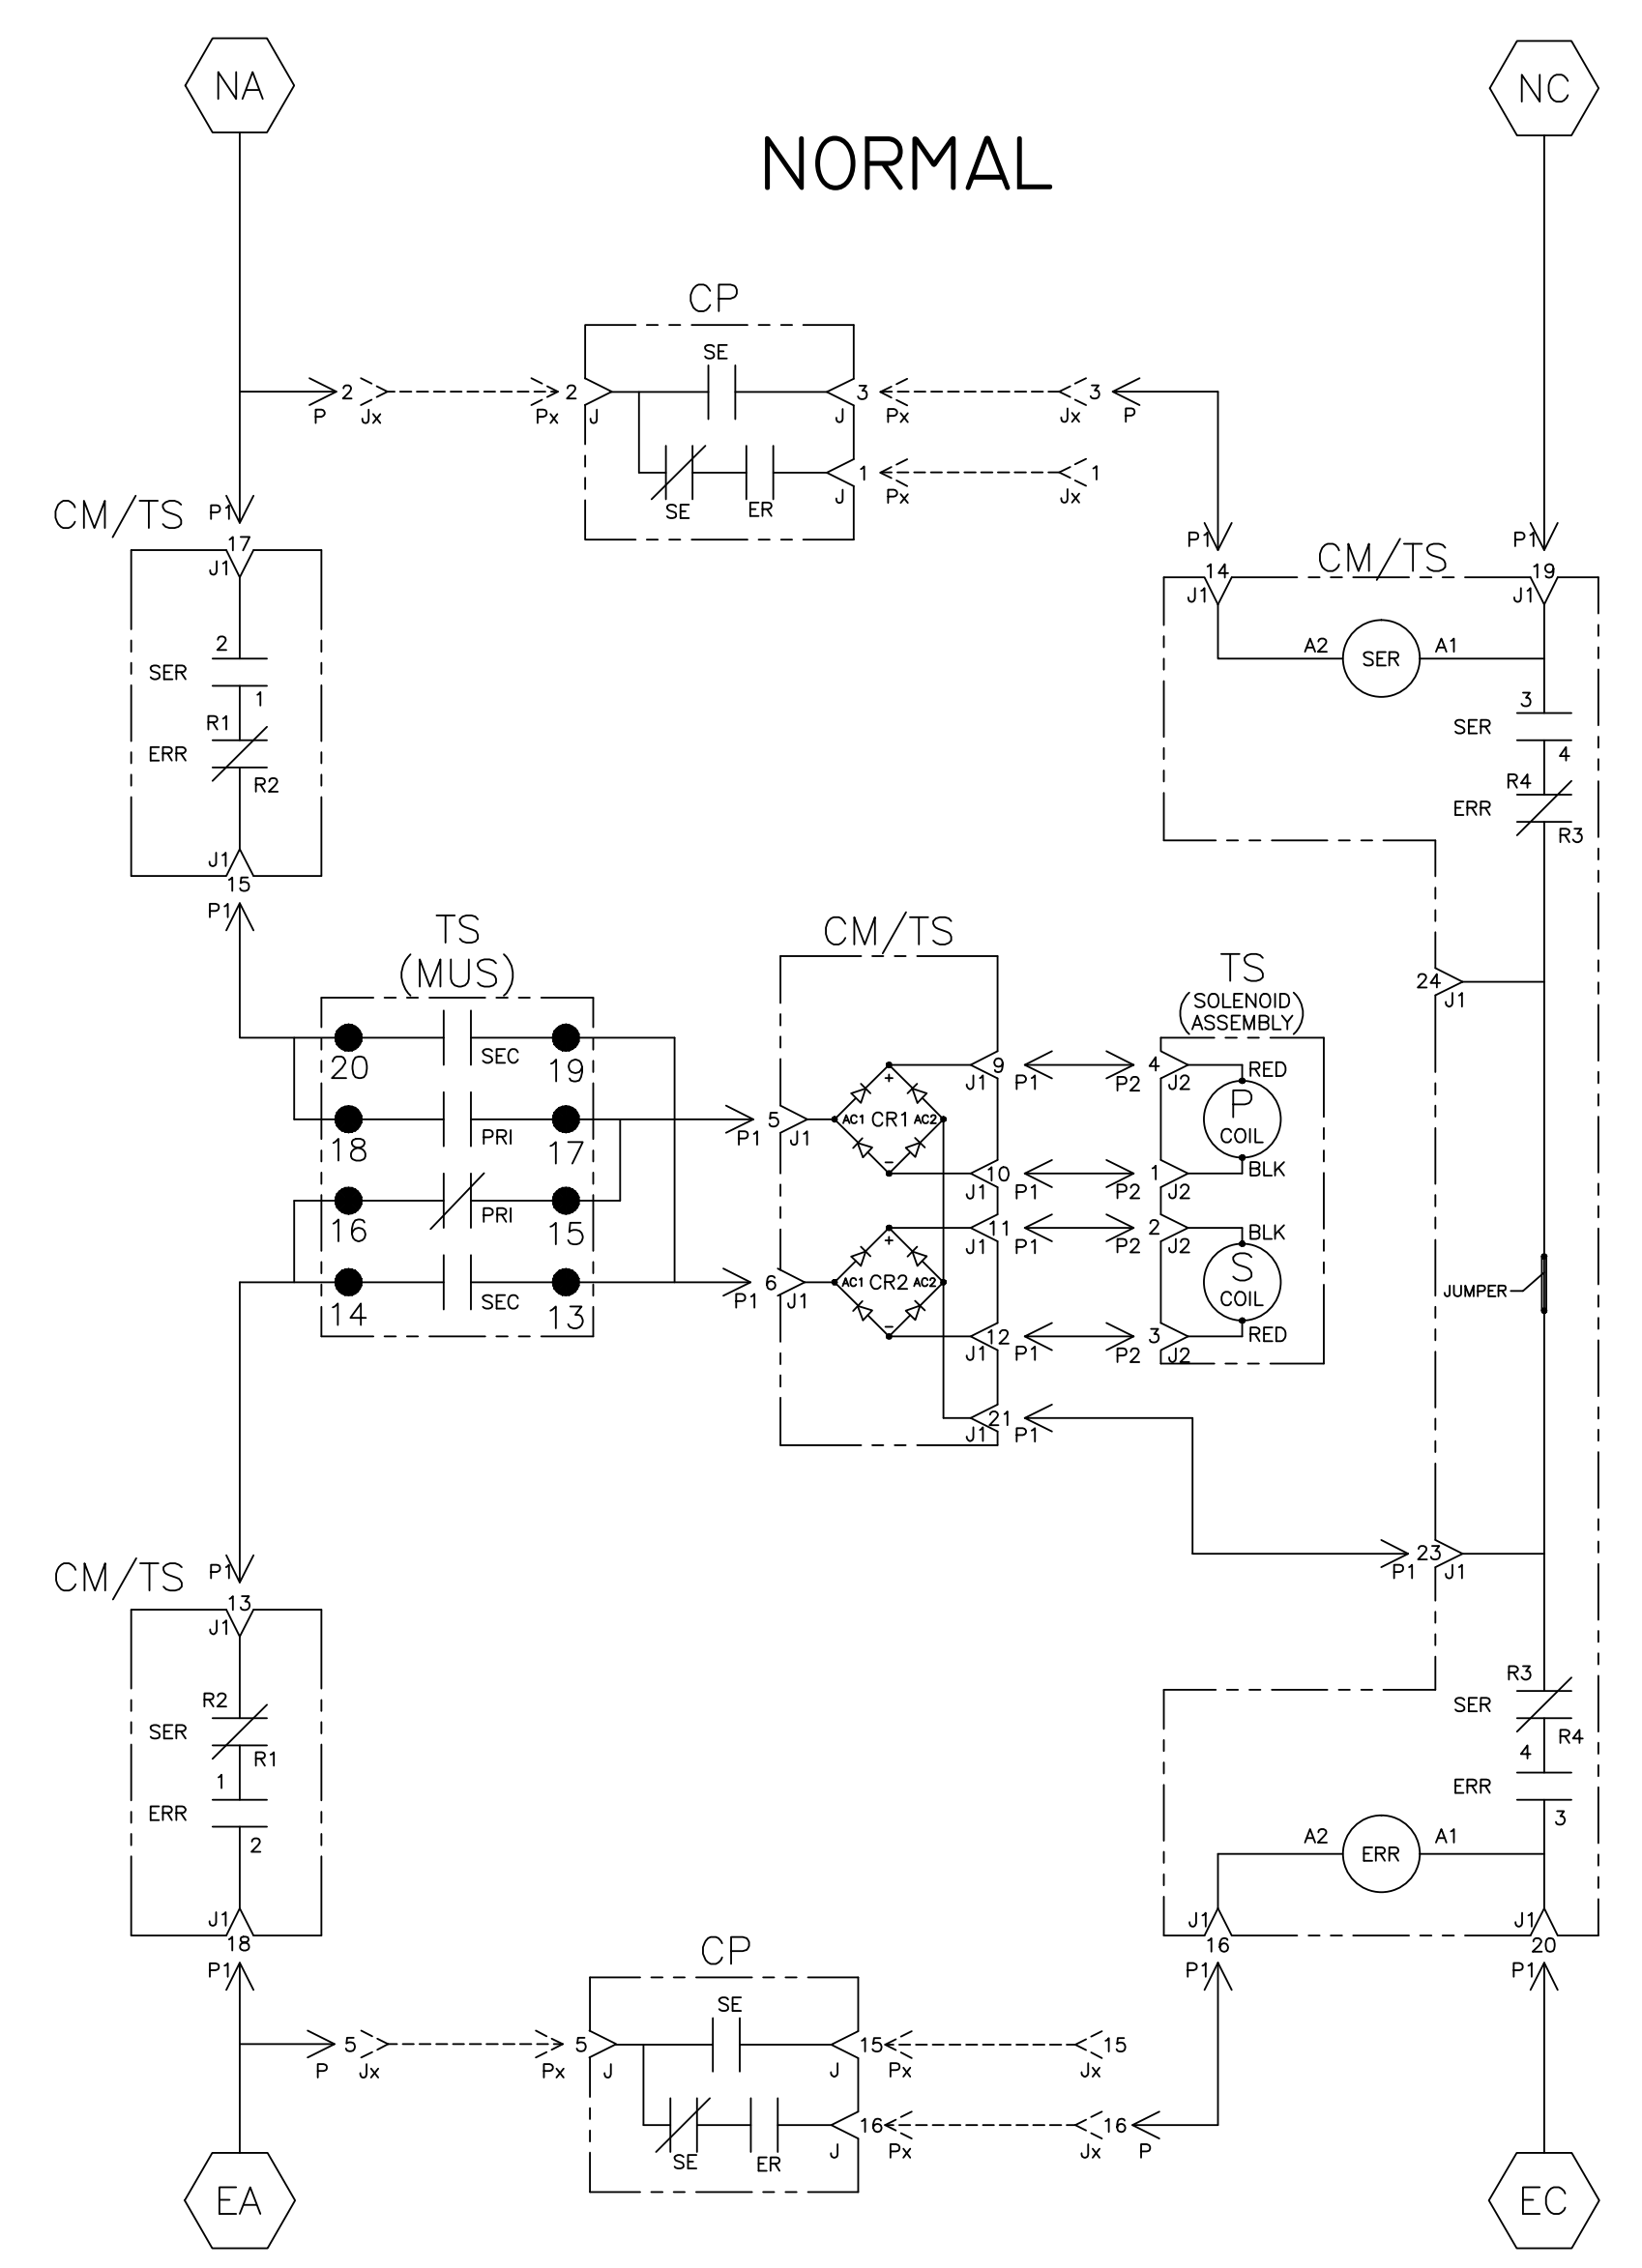 NA
NC
NORMAL
CP
SE
2
P
Jx
Px
2
J
3
J
Px
Jx
3
P
SE
ER
1
J
Px
Jx
1
CM/TS
P1
17
J1
2
SER
1
R1
ERR
R2
J1
15
P1
P1
14
J1
CM/TS
P1
19
J1
A2
SER
A1
3
SER
4
R4
ERR
R3
24
J1
TS
(MUS)
20
SEC
19
18
PRI
17
16
PRI
15
14
SEC
13
CM/TS
P1
5
J1
+
AC1
CR1
AC2
-
9
J1
P1
10
J1
P1
P1
6
J1
+
AC1
CR2
AC2
-
11
J1
P1
12
J1
P1
21
J1
P1
TS
(SOLENOID)
ASSEMBLY
P2
4
J2
RED
P
COIL
P2
1
J2
BLK
P2
2
J2
BLK
S
COIL
P2
3
J2
RED
JUMPER
P1
23
J1
CM/TS
P1
13
J1
R2
SER
R1
1
ERR
2
J1
18
P1
R3
SER
R4
4
ERR
3
A2
ERR
A1
J1
16
P1
J1
20
P1
CP
SE
5
P
Jx
Px
5
J
15
J
Px
Jx
15
SE
ER
16
J
Px
Jx
16
P
EA
EC